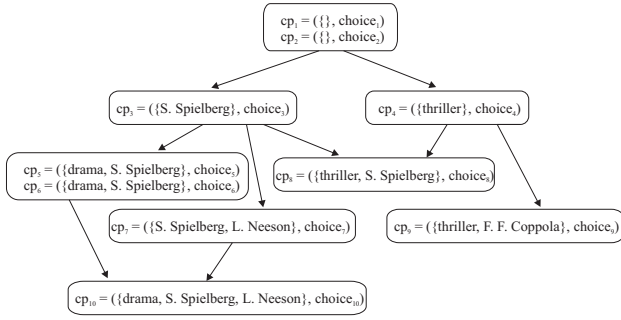 cp₁ = ({}, choice₁)
cp₂ = ({}, choice₂)
cp₃ = ({S. Spielberg}, choice₃)
cp₄ = ({thriller}, choice₄)
cp₅ = ({drama, S. Spielberg}, choice₅)
cp₆ = ({drama, S. Spielberg}, choice₆)
cp₈ = ({thriller, S. Spielberg}, choice₈)
cp₇ = ({S. Spielberg, L. Neeson}, choice₇)
cp₉ = ({thriller, F. F. Coppola}, choice₉)
cp₁₀ = ({drama, S. Spielberg, L. Neeson}, choice₁₀)